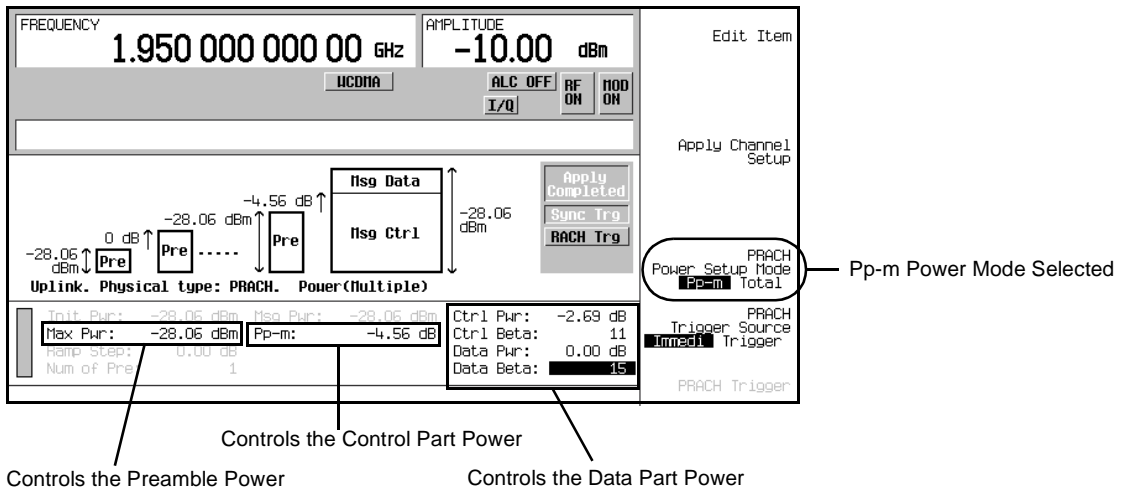 FREQUENCY
1.950 000 000 00 GHz
AMPLITUDE
-10.00 dBm
WCDMA
ALC OFF
I/Q
RF ON
MOD ON
Edit Item
Apply Channel
Setup
Msg Data
Msg Ctrl
-4.56 dB
-28.06 dBm
0 dB
-28.06
dBm
Pre
Pre
Pre
-28.06
dBm
Apply
Completed
Sync Trg
RACH Trg
Uplink. Physical type: PRACH. Power(Multiple)
PRACH
Power Setup Mode
Pp-m Total
Pp-m Power Mode Selected
Init Pwr: -28.06 dBm
Max Pwr: -28.06 dBm
Ramp Step: 0.00 dB
Num of Pre: 1
Msg Pwr: -28.06 dBm
Pp-m: -4.56 dB
Ctrl Pwr: -2.69 dB
Ctrl Beta: 11
Data Pwr: 0.00 dB
Data Beta: 15
PRACH
Trigger Source
Immedi Trigger
PRACH Trigger
Controls the Control Part Power
Controls the Preamble Power
Controls the Data Part Power